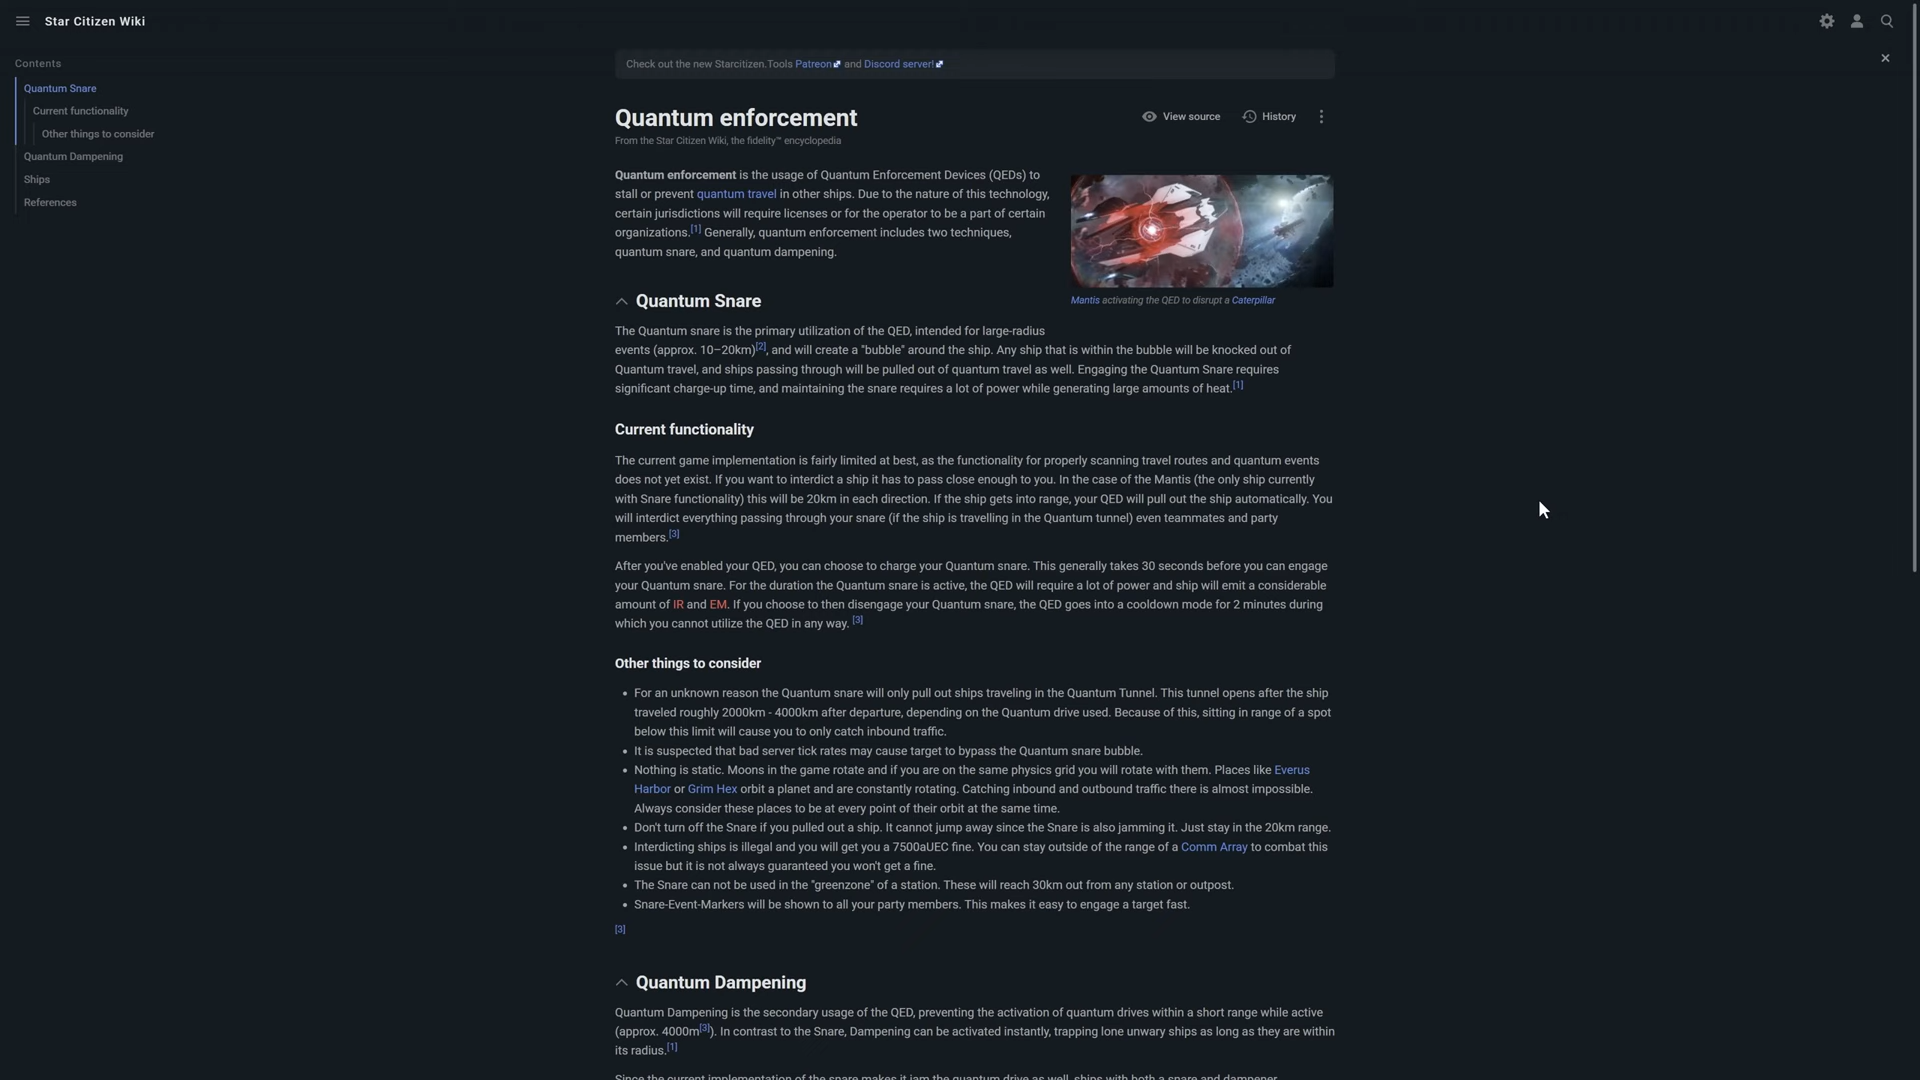 Star Citizen Wiki
Contents
Quantum Snare
Current functionality
Other things to consider
Quantum Dampening
Ships
References
Check out the new Starcitizen.Tools Patreon and Discord server!
Quantum enforcement
View source
History
From the Star Citizen Wiki, the fidelity™ encyclopedia
Quantum enforcement is the usage of Quantum Enforcement Devices (QEDs) to
stall or prevent quantum travel in other ships. Due to the nature of this technology,
certain jurisdictions will require licenses or for the operator to be a part of certain
organizations.[1] Generally, quantum enforcement includes two techniques,
quantum snare, and quantum dampening.
Mantis activating the QED to disrupt a Caterpillar
Quantum Snare
The Quantum snare is the primary utilization of the QED, intended for large-radius
events (approx. 10–20km)[2], and will create a "bubble" around the ship. Any ship that is within the bubble will be knocked out of
Quantum travel, and ships passing through will be pulled out of quantum travel as well. Engaging the Quantum Snare requires
significant charge-up time, and maintaining the snare requires a lot of power while generating large amounts of heat.[1]
Current functionality
The current game implementation is fairly limited at best, as the functionality for properly scanning travel routes and quantum events
does not yet exist. If you want to interdict a ship it has to pass close enough to you. In the case of the Mantis (the only ship currently
with Snare functionality) this will be 20km in each direction. If the ship gets into range, your QED will pull out the ship automatically. You
will interdict everything passing through your snare (if the ship is travelling in the Quantum tunnel) even teammates and party
members.[3]
After you've enabled your QED, you can choose to charge your Quantum snare. This generally takes 30 seconds before you can engage
your Quantum snare. For the duration the Quantum snare is active, the QED will require a lot of power and ship will emit a considerable
amount of IR and EM. If you choose to then disengage your Quantum snare, the QED goes into a cooldown mode for 2 minutes during
which you cannot utilize the QED in any way. [3]
Other things to consider
• For an unknown reason the Quantum snare will only pull out ships traveling in the Quantum Tunnel. This tunnel opens after the ship
traveled roughly 2000km - 4000km after departure, depending on the Quantum drive used. Because of this, sitting in range of a spot
below this limit will cause you to only catch inbound traffic.
• It is suspected that bad server tick rates may cause target to bypass the Quantum snare bubble.
• Nothing is static. Moons in the game rotate and if you are on the same physics grid you will rotate with them. Places like Everus
Harbor or Grim Hex orbit a planet and are constantly rotating. Catching inbound and outbound traffic there is almost impossible.
Always consider these places to be at every point of their orbit at the same time.
• Don't turn off the Snare if you pulled out a ship. It cannot jump away since the Snare is also jamming it. Just stay in the 20km range.
• Interdicting ships is illegal and you will get you a 7500aUEC fine. You can stay outside of the range of a Comm Array to combat this
issue but it is not always guaranteed you won't get a fine.
• The Snare can not be used in the "greenzone" of a station. These will reach 30km out from any station or outpost.
• Snare-Event-Markers will be shown to all your party members. This makes it easy to engage a target fast.
[3]
Quantum Dampening
Quantum Dampening is the secondary usage of the QED, preventing the activation of quantum drives within a short range while active
(approx. 4000m[3]). In contrast to the Snare, Dampening can be activated instantly, trapping lone unwary ships as long as they are within
its radius.[1]
Since the current implementation of the snare makes it jam the quantum drive as well, ships with both a snare and dampener